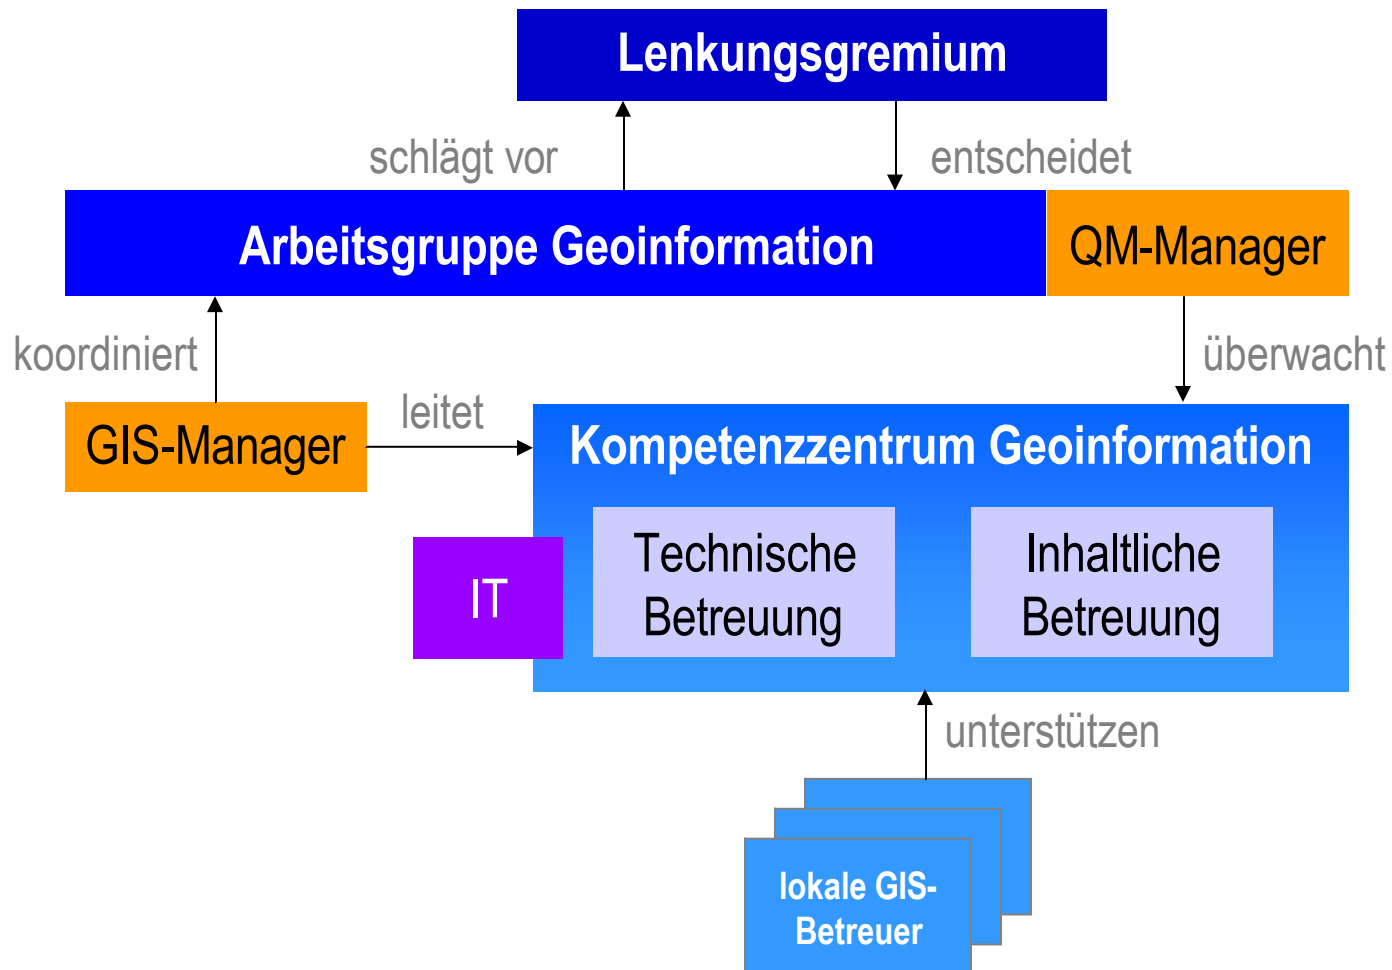 Lenkungsgremium
schlägt vor
entscheidet
Arbeitsgruppe Geoinformation
QM-Manager
koordiniert
überwacht
leitet
GIS-Manager
Kompetenzzentrum Geoinformation
Technische
Betreuung
Inhaltliche
Betreuung
IT
unterstützen
lokale GIS-
Betreuer